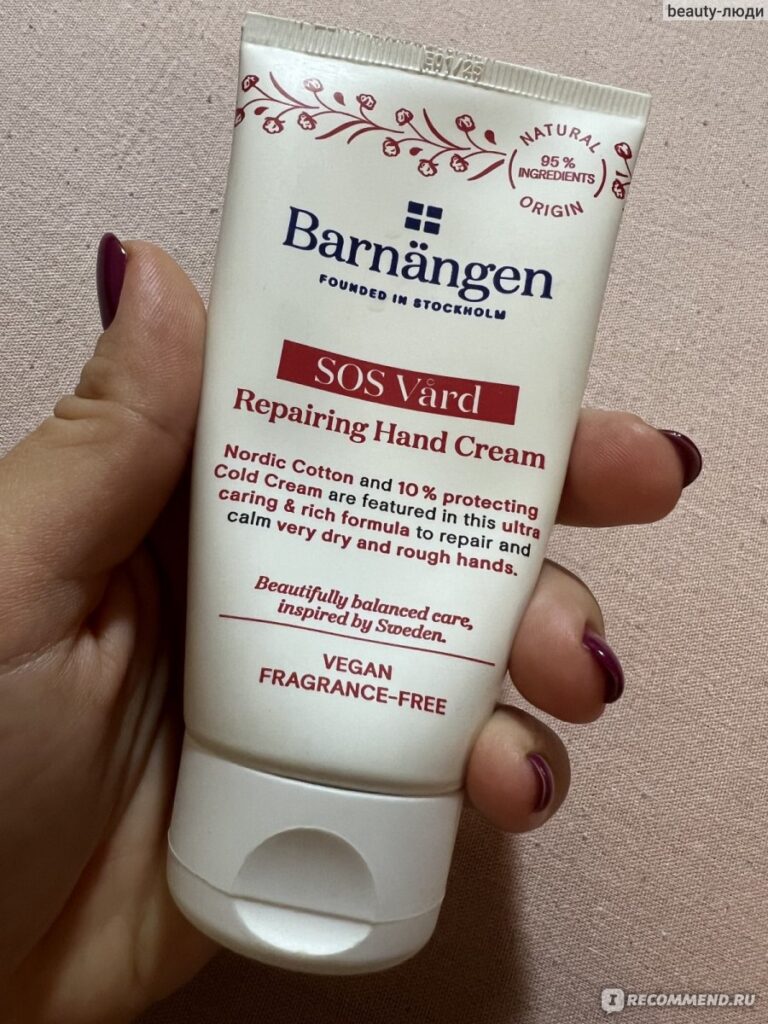 beauty-люди
NATURAL
95 %
INGREDIENTS
ORIGIN
Barnängen
FOUNDED IN STOCKHOLM
SOS Vård
Repairing Hand Cream
Nordic Cotton and 10 % protecting
Cold Cream are featured in this ultra
caring & rich formula to repair and
calm very dry and rough hands.
Beautifully balanced care,
inspired by Sweden.
VEGAN
FRAGRANCE-FREE
IRECOMMEND.RU